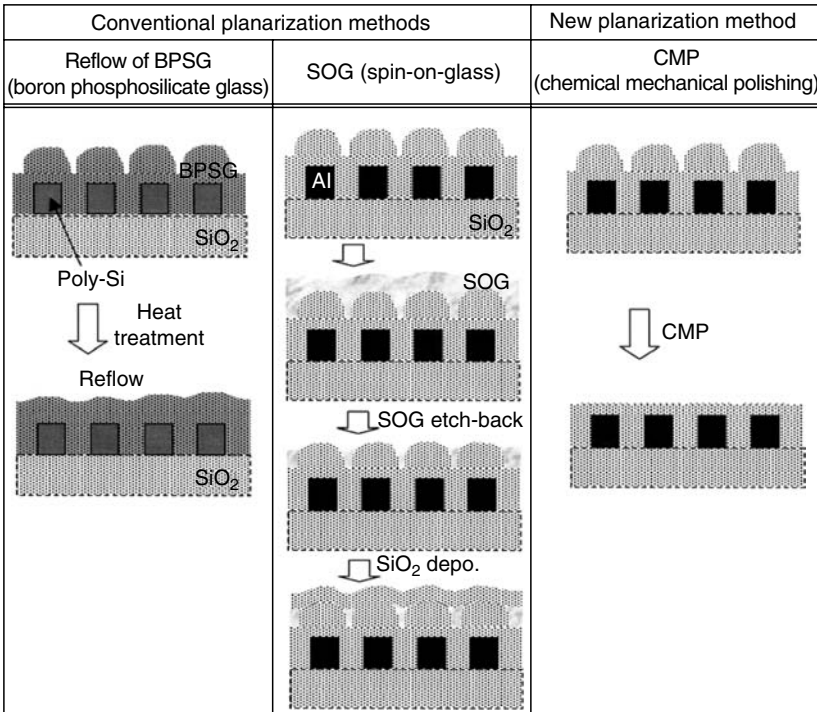 Conventional planarization methods
New planarization method
Reflow of BPSG
(boron phosphosilicate glass)
SOG (spin-on-glass)
CMP
(chemical mechanical polishing)
BPSG
SiO₂
Poly-Si
Heat
treatment
Reflow
SiO₂
Al
SiO₂
SOG
SOG etch-back
SiO₂ depo.
CMP